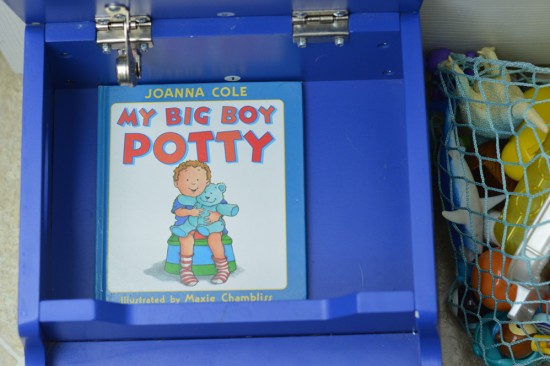 JOANNA COLE
MY BIG BOY
POTTY
Illustrated by Maxie Chambliss